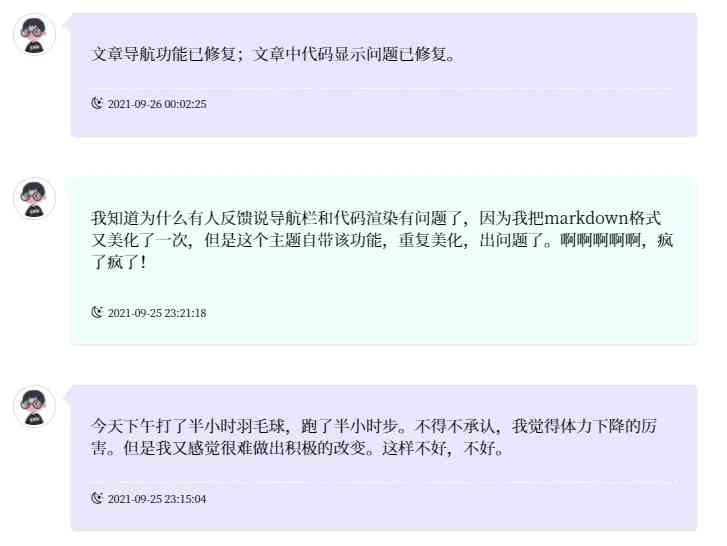 文章导航功能已修复；文章中代码显示问题已修复。
2021-09-26 00:02:25
我知道为什么有人反馈说导航栏和代码渲染有问题了，因为我把markdown格式
又美化了一次，但是这个主题自带该功能，重复美化，出问题了。啊啊啊啊啊，疯
了疯了！
2021-09-25 23:21:18
今天下午打了半小时羽毛球，跑了半小时步。不得不承认，我觉得体力下降的厉
害。但是我又感觉很难做出积极的改变。这样不好，不好。
2021-09-25 23:15:04